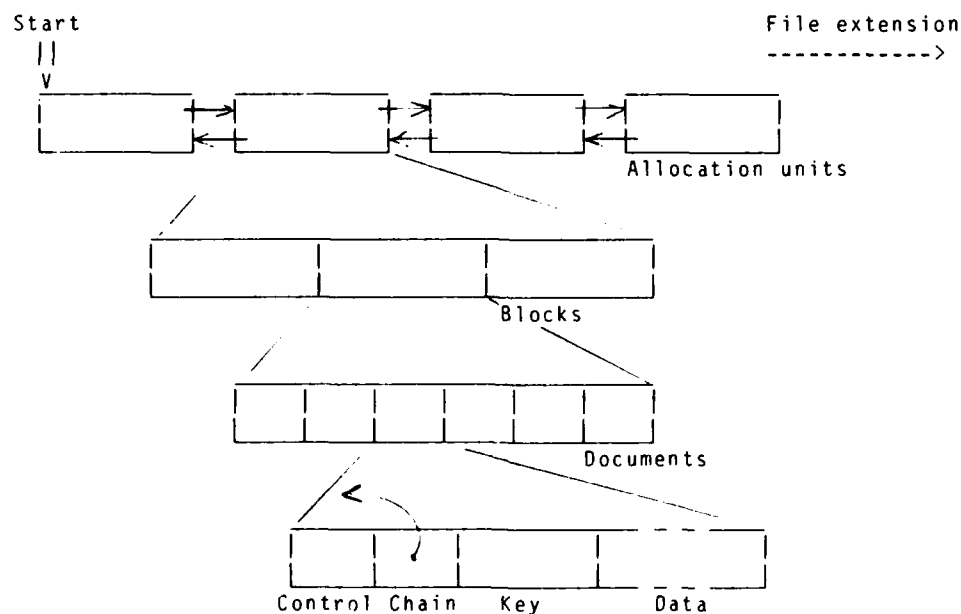 Start
File extension
Allocation units
Blocks
Documents
Control Chain Key Data